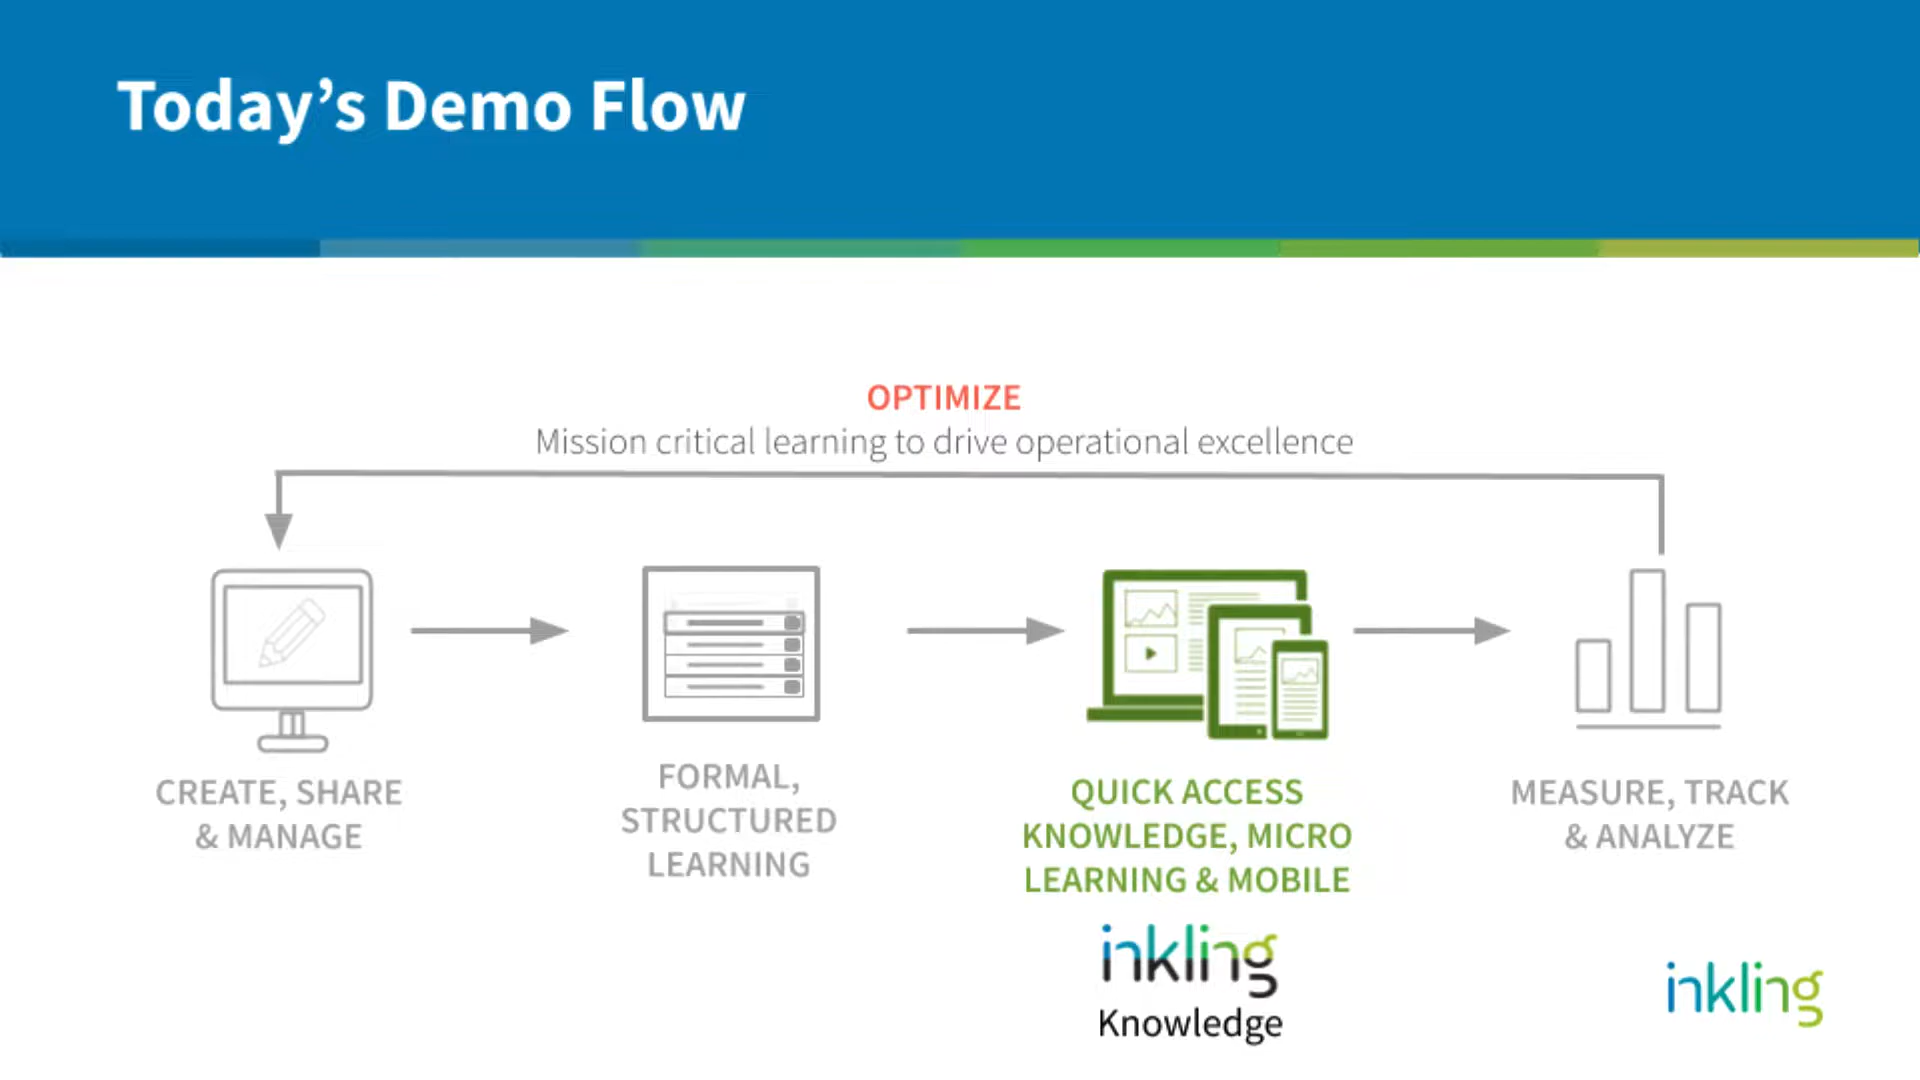 Today’s Demo Flow
OPTIMIZE
Mission critical learning to drive operational excellence
CREATE, SHARE
& MANAGE
FORMAL,
STRUCTURED
LEARNING
QUICK ACCESS
KNOWLEDGE, MICRO
LEARNING & MOBILE
inkling
Knowledge
MEASURE, TRACK
& ANALYZE
inkling